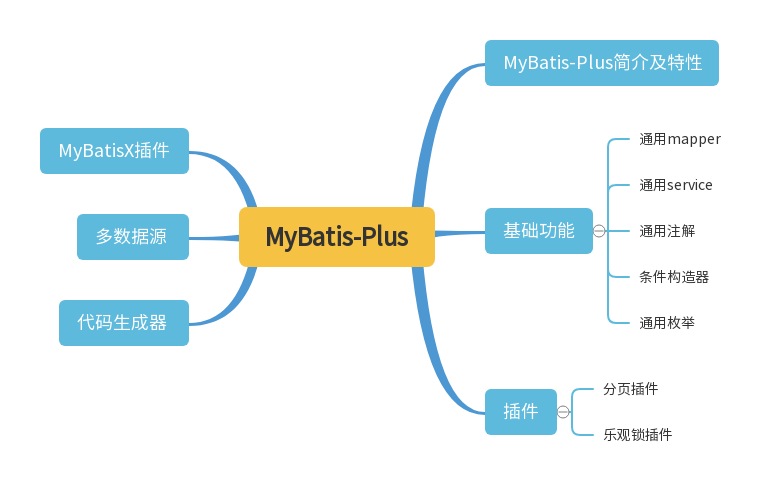 MyBatis-Plus
MyBatis-Plus简介及特性
基础功能
通用mapper
通用service
通用注解
条件构造器
通用枚举
插件
分页插件
乐观锁插件
MyBatisX插件
多数据源
代码生成器